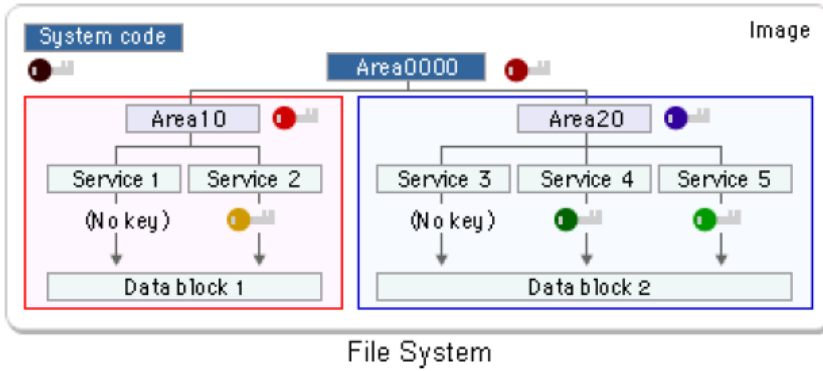 Image
System code
Area0000
Area10
Area20
Service 1
Service 2
Service 3
Service 4
Service 5
(No key)
(No key)
Data block 1
Data block 2
File System